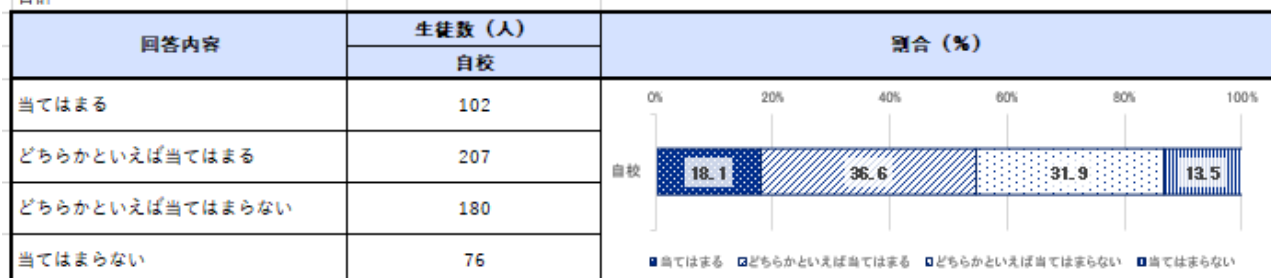 回答内容
生徒数（人）
割合（%）
自校
当てはまる
102
どちらかといえば当てはまる
207
どちらかといえば当てはまらない
180
当てはまらない
76
0%
20%
40%
60%
80%
100%
自校
18.1
36.6
31.9
13.5
当てはまる どちらかといえば当てはまる どちらかといえば当てはまらない 当てはまらない